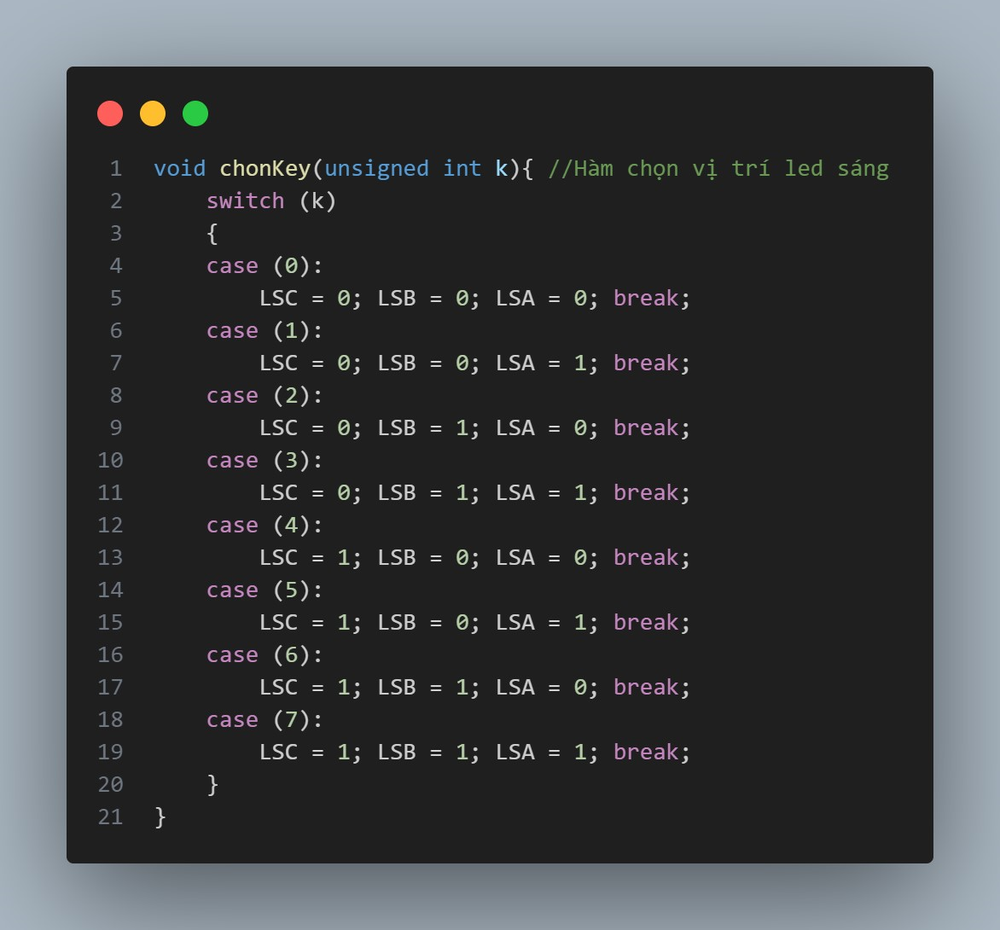 1 void chonKey(unsigned int k){ //Hàm chọn vị trí led sáng
2     switch (k)
3     {
4     case (0):
5         LSC = 0; LSB = 0; LSA = 0; break;
6     case (1):
7         LSC = 0; LSB = 0; LSA = 1; break;
8     case (2):
9         LSC = 0; LSB = 1; LSA = 0; break;
10     case (3):
11         LSC = 0; LSB = 1; LSA = 1; break;
12     case (4):
13         LSC = 1; LSB = 0; LSA = 0; break;
14     case (5):
15         LSC = 1; LSB = 0; LSA = 1; break;
16     case (6):
17         LSC = 1; LSB = 1; LSA = 0; break;
18     case (7):
19         LSC = 1; LSB = 1; LSA = 1; break;
20     }
21 }